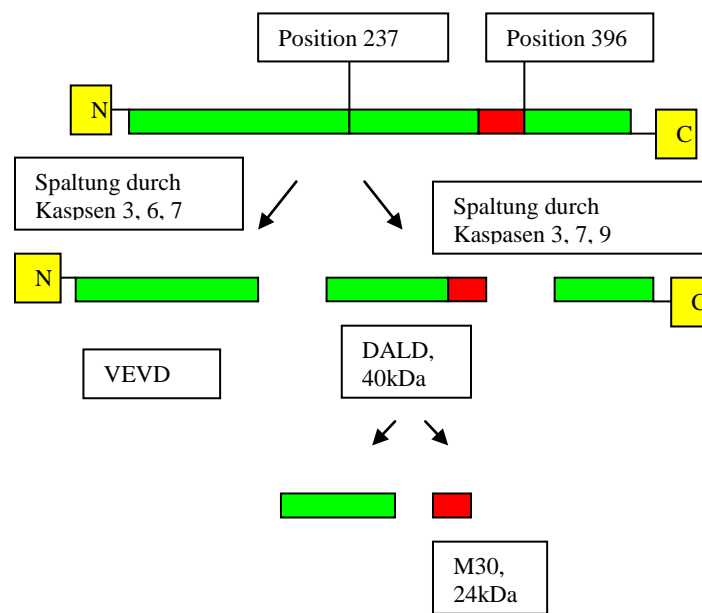 Position 237
Position 396
N
C
Spaltung durch
Kaspsen 3, 6, 7
Spaltung durch
Kaspasen 3, 7, 9
N
C
VEVD
DALD,
40kDa
M30,
24kDa